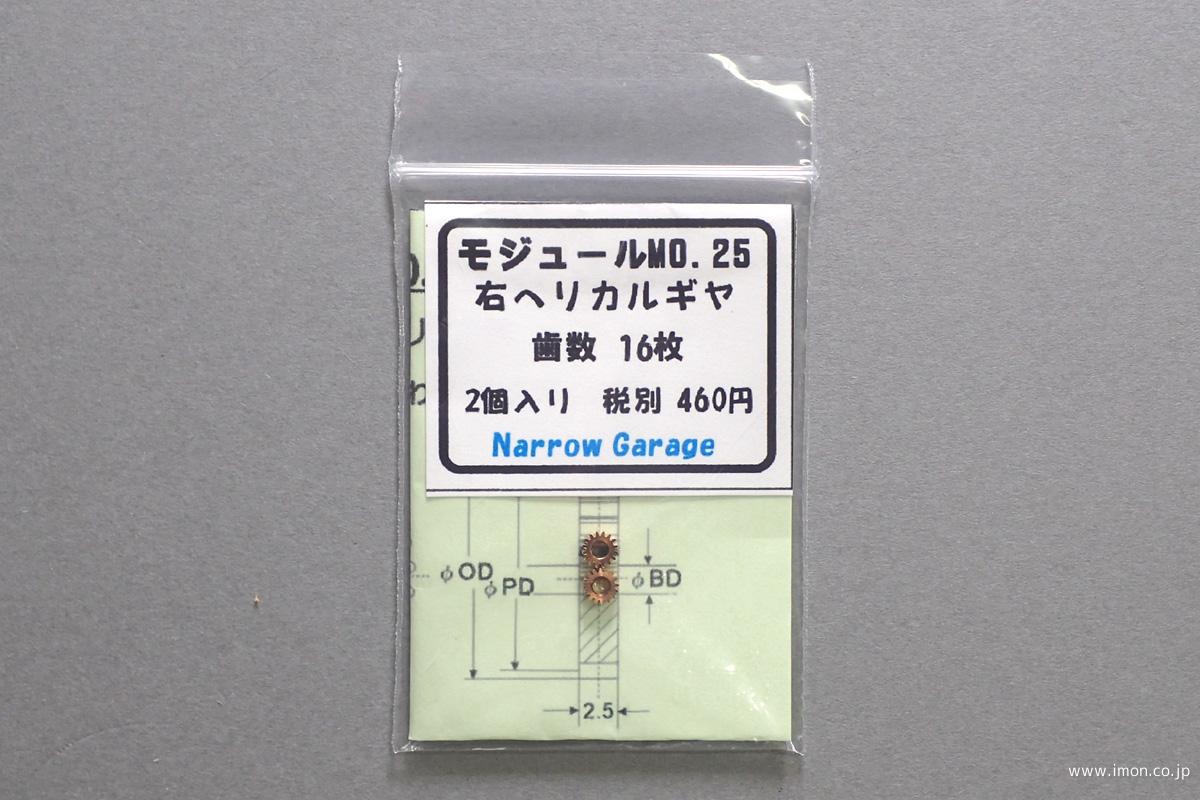 モジュールM0.25
右ヘリカルギヤ
歯数 16枚
2個入り 税別 460円
Narrow Garage
φOD
φPD
φBD
2.5
www.imon.co.jp